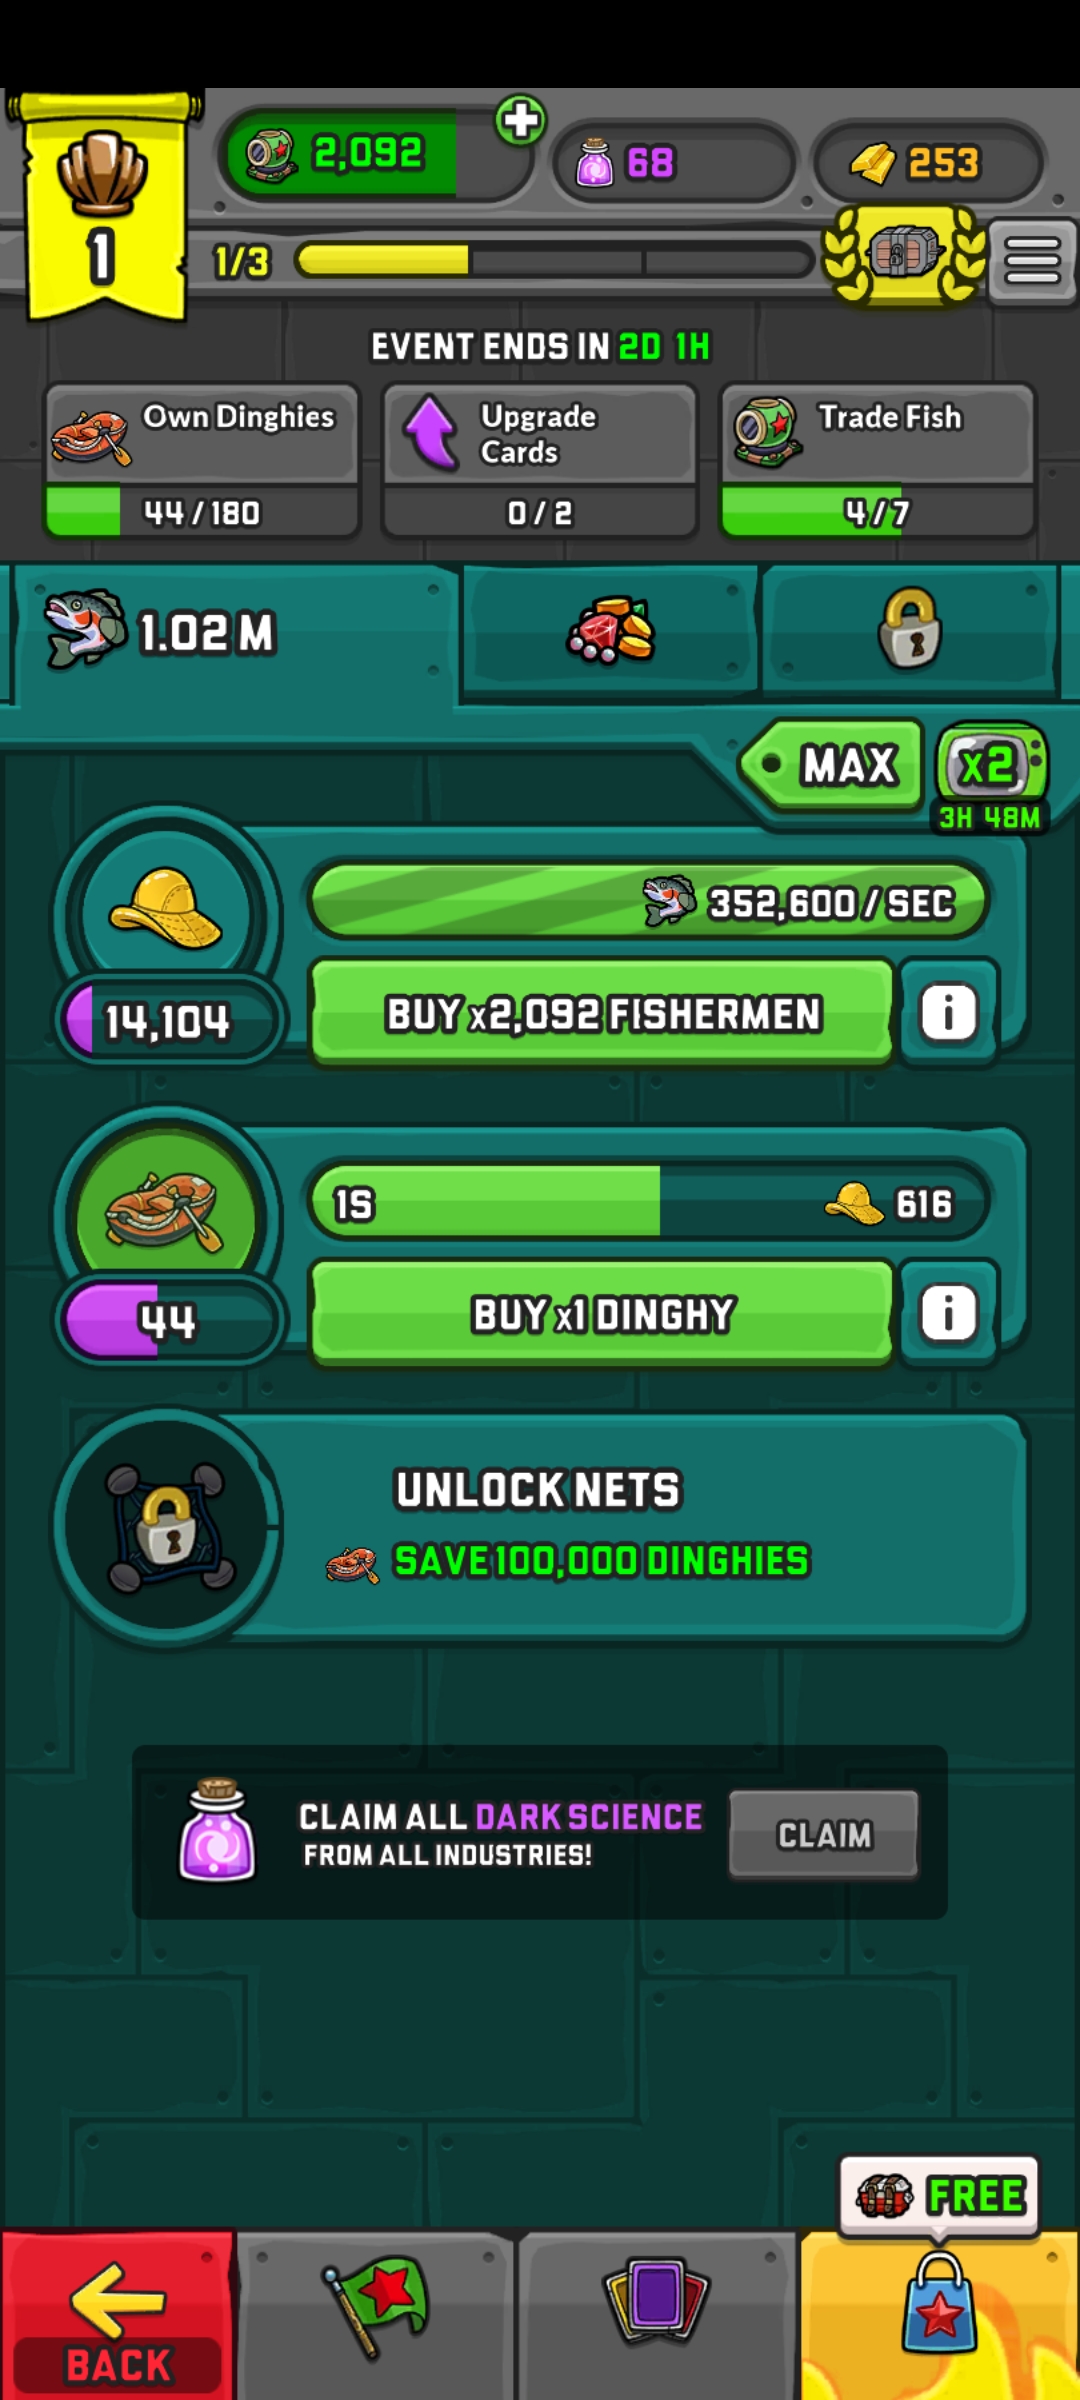 2,092
68
253
1
1/3
EVENT ENDS IN 2D 1H
Own Dinghies
44/180
Upgrade
Cards
0/2
Trade Fish
4/7
1.02 M
MAX
x2
3H 48M
352,600/SEC
14,104
BUY x2,092 FISHERMEN
i
1S
616
44
BUY x1 DINGHY
i
UNLOCK NETS
SAVE 100,000 DINGHIES
CLAIM ALL DARK SCIENCE
FROM ALL INDUSTRIES!
CLAIM
FREE
BACK